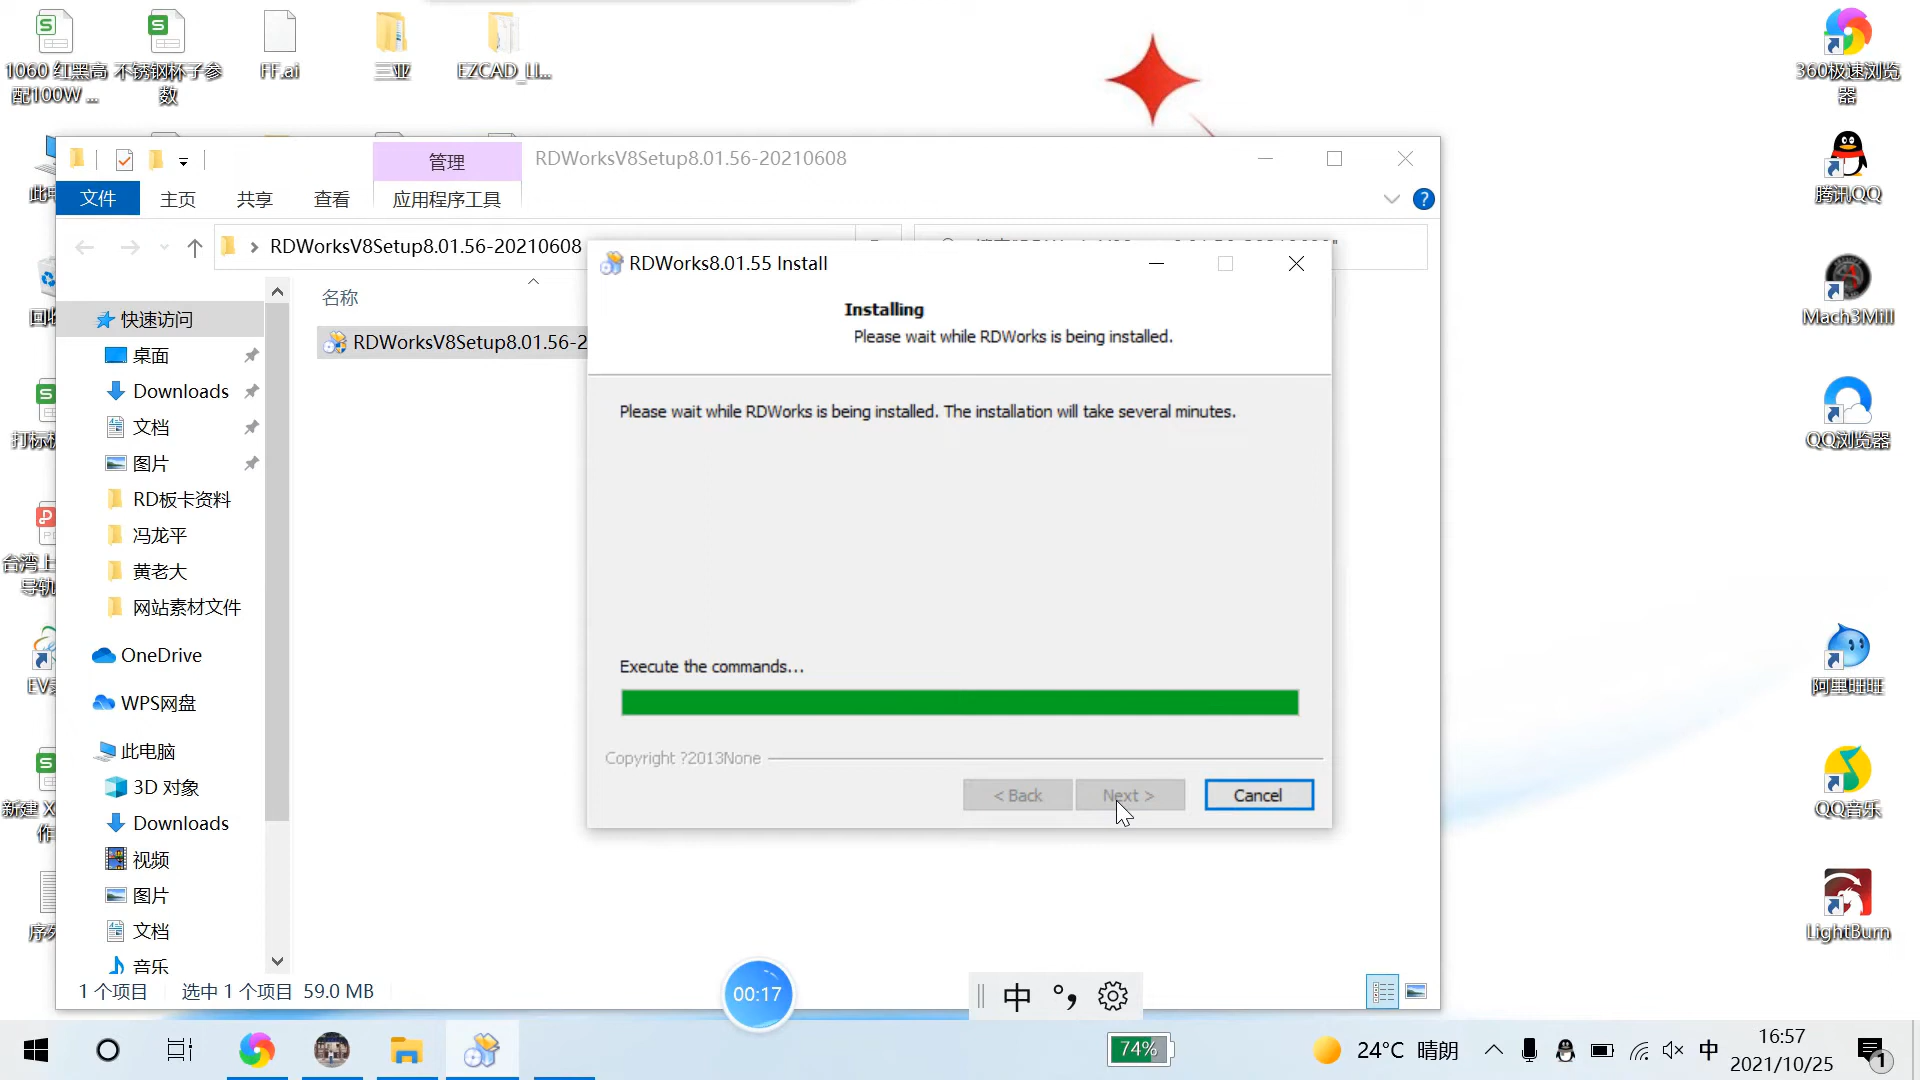 1060 红黑高
配100W ...
不锈钢杯子参
数
FF.ai
三亚
EZCAD_LI...
360极速浏览
器
管理
RDWorksV8Setup8.01.56-20210608
文件
主页
共享
查看
应用程序工具
腾讯QQ
RDWorksV8Setup8.01.56-20210608
RDWorks8.01.55 Install
名称
Installing
Please wait while RDWorks is being installed.
快速访问
RDWorksV8Setup8.01.56-2
Mach3Mill
桌面
Downloads
Please wait while RDWorks is being installed. The installation will take several minutes.
文档
QQ浏览器
图片
RD板卡资料
冯龙平
台湾上
导轨
黄老大
网站素材文件
OneDrive
Execute the commands...
阿里旺旺
WPS网盘
此电脑
Copyright ?2013None
3D 对象
< Back
Next >
Cancel
新建 X
作
Downloads
QQ音乐
视频
图片
文档
LightBurn
音乐
1 个项目
选中 1 个项目 59.0 MB
00:17
中
74%
24°C 晴朗
中
16:57
2021/10/25
1